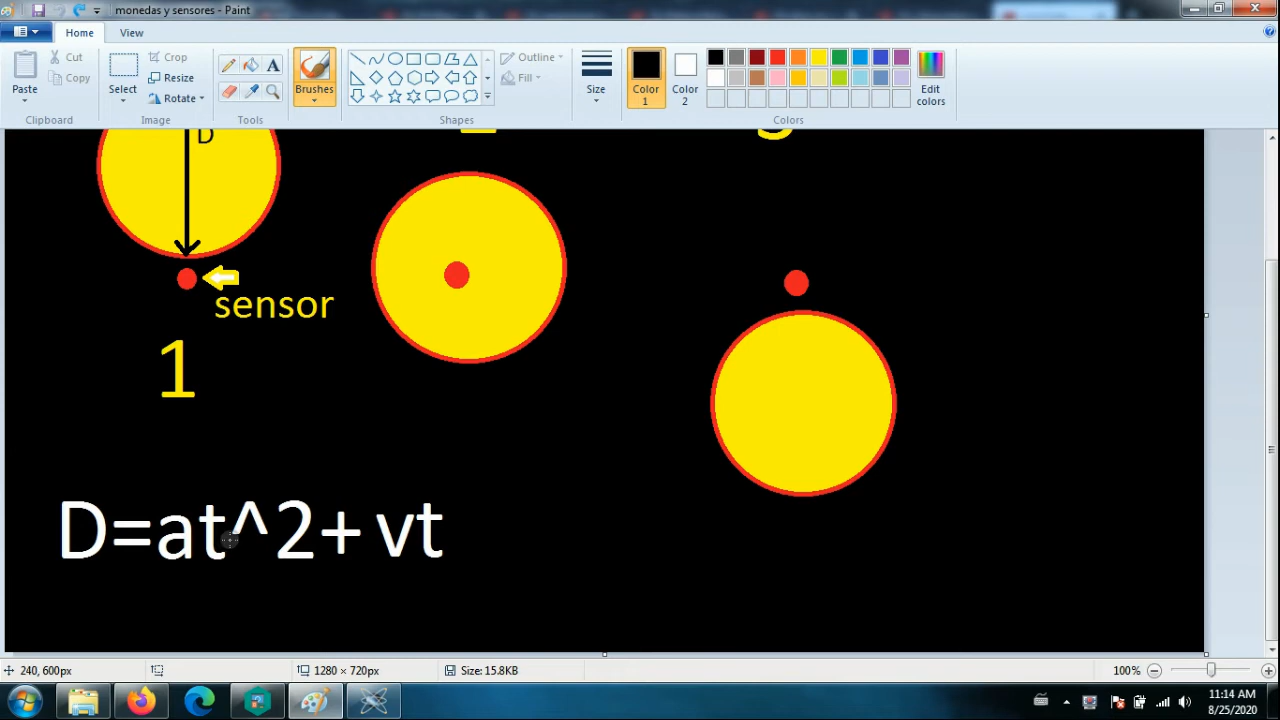 monedas y sensores - Paint
Home View
Paste
Cut
Copy
Clipboard
Select
Crop
Resize
Rotate
Image
Tools
Brushes
Shapes
Outline
Fill
Size
Color 1
Color 2
Edit colors
Colors
D
sensor
1
D=at^2+ vt
240, 600px
1280 × 720px
Size: 15.8KB
100%
11:14 AM
8/25/2020